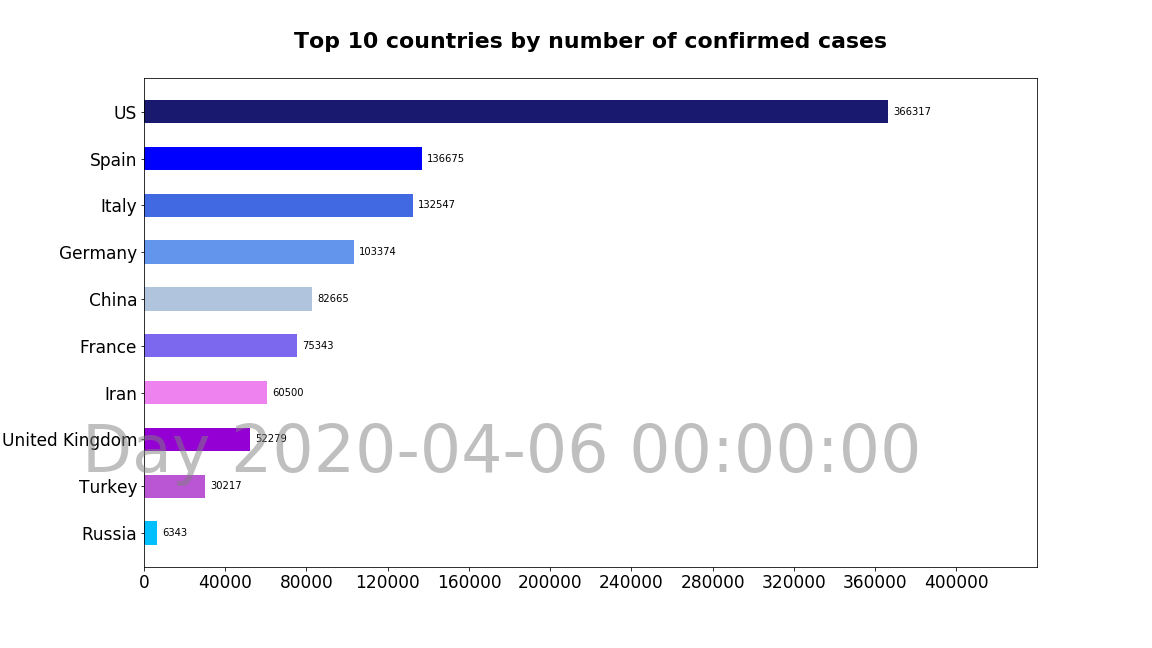 Top 10 countries by number of confirmed cases
US 366317
Spain 136675
Italy 132547
Germany 103374
China 82665
France 75343
Iran 60500
United Kingdom 52279
Day 2020-04-06 00:00:00
Turkey 30217
Russia 6343
0 40000 80000 120000 160000 200000 240000 280000 320000 360000 400000